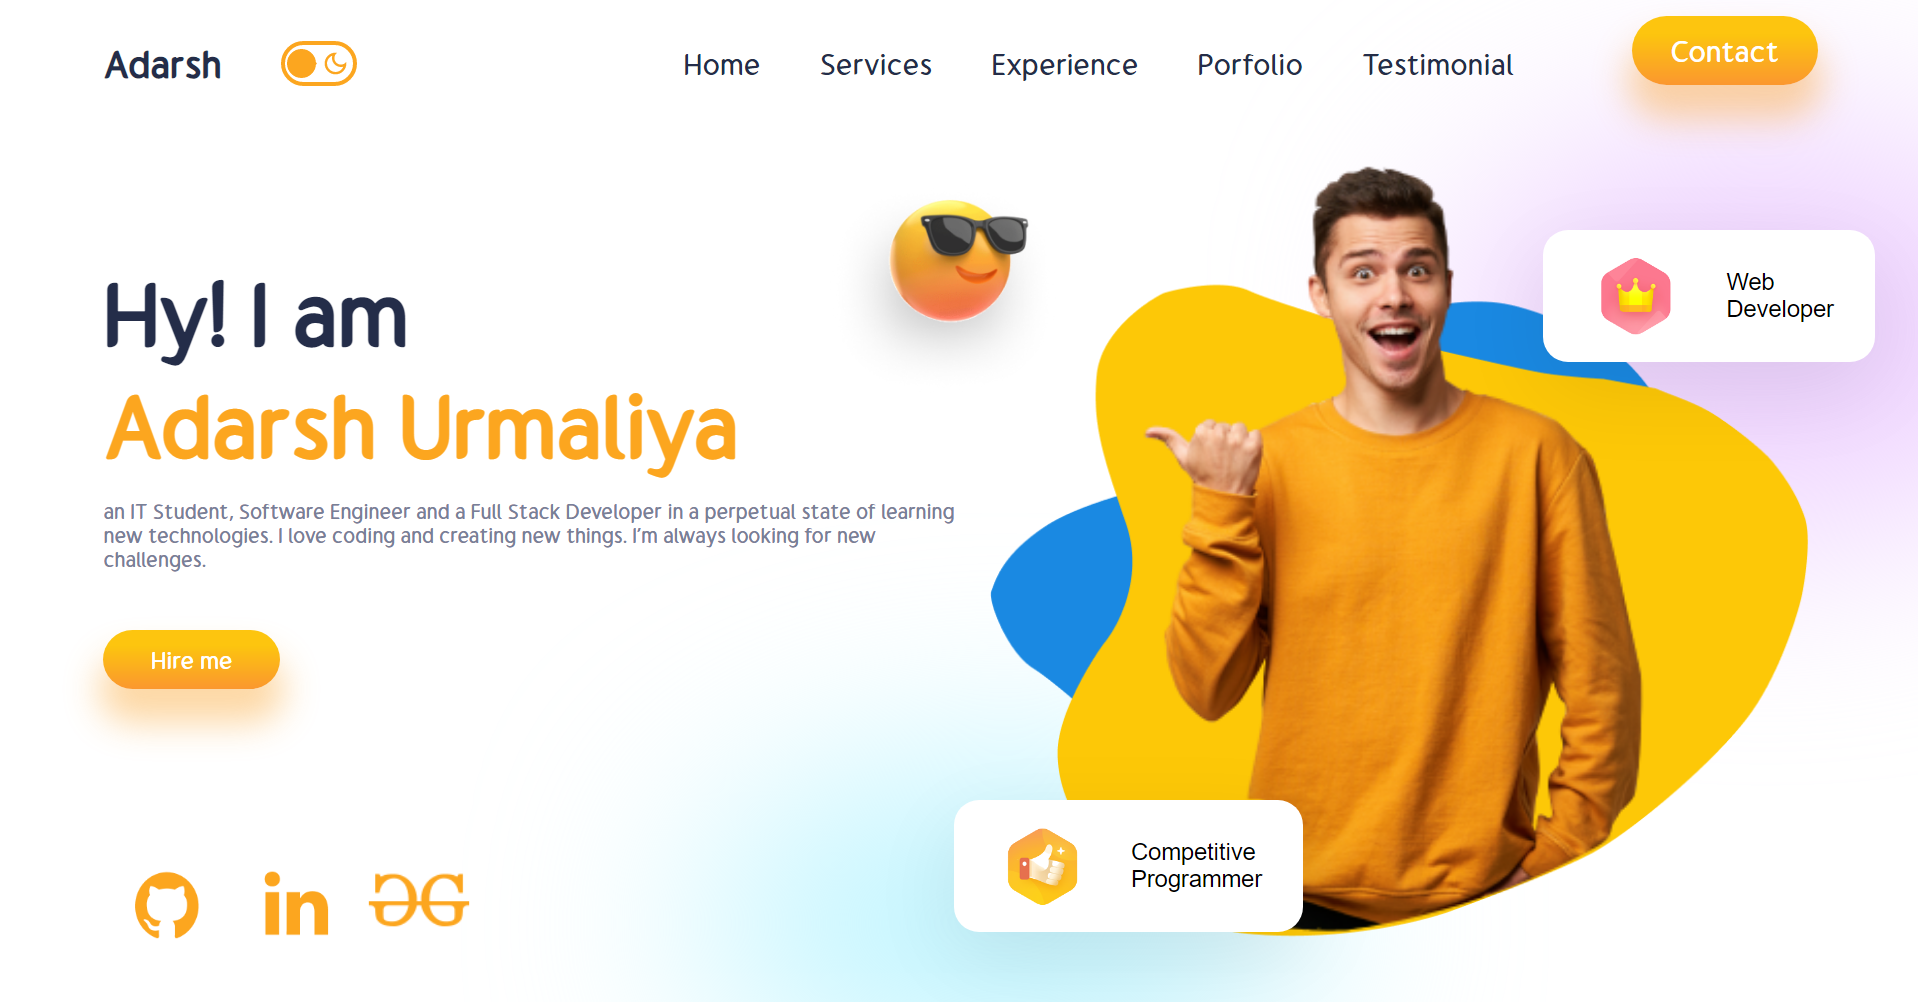 Adarsh
Home Services Experience Porfolio Testimonial
Contact
Hy! I am
Adarsh Urmaliya
an IT Student, Software Engineer and a Full Stack Developer in a perpetual state of learning
new technologies. I love coding and creating new things. I'm always looking for new
challenges.
Hire me
Web
Developer
Competitive
Programmer
in